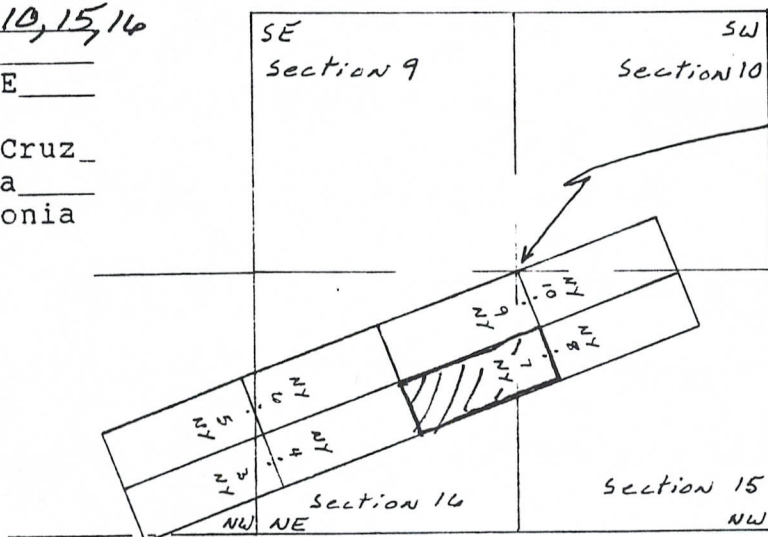 10,15,16
E
Cruz
a
onia
SE
SW
Section 9
Section 10
NY
10
NY
9
NY
8
NY
7
NY
6
NY
5
NY
4
NY
3
Section 16
Section 15
NW
NE
NW